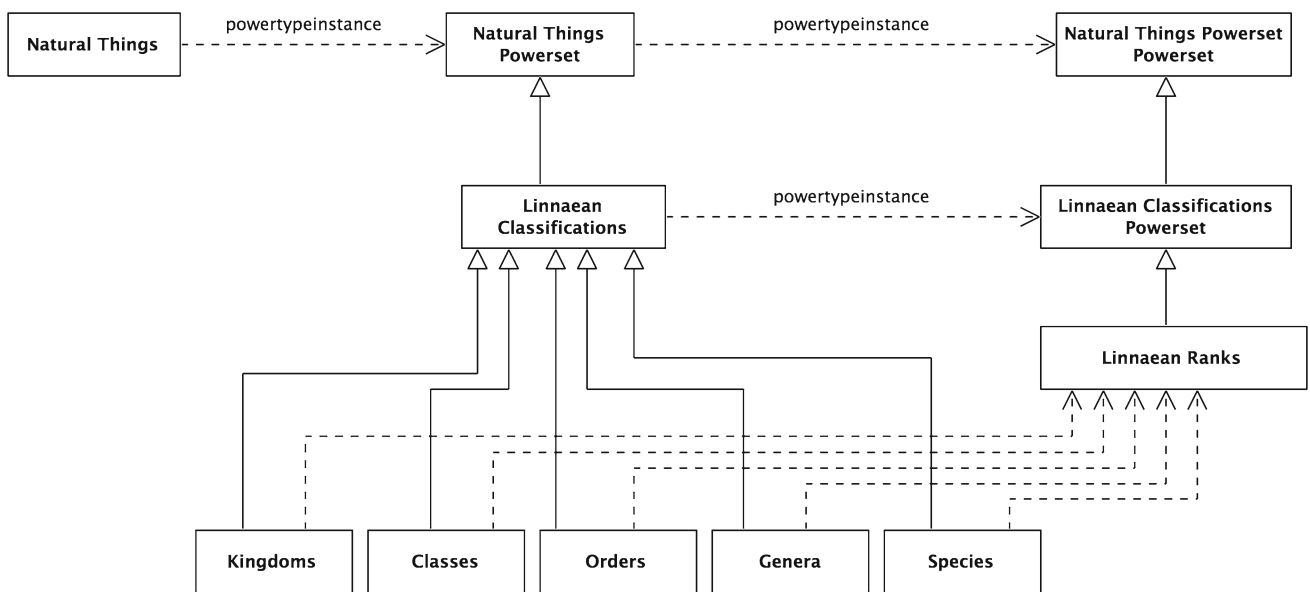 powertypeinstance
powertypeinstance
Natural Things
Natural Things
Powerset
Natural Things Powerset
Powerset
powertypeinstance
Linnaean
Classifications
Linnaean Classifications
Powerset
Linnaean Ranks
Kingdoms
Classes
Orders
Genera
Species